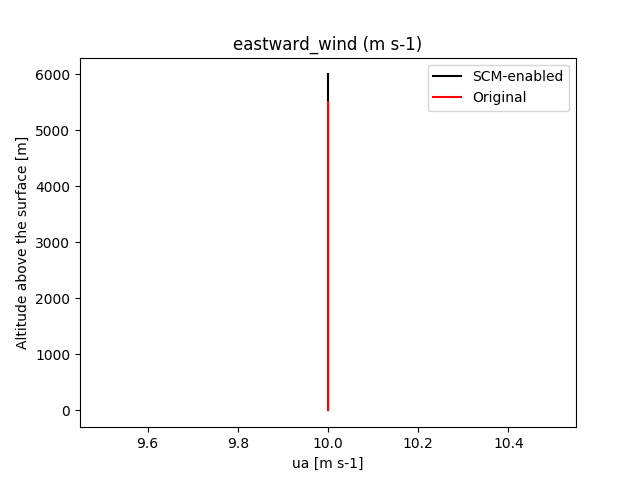 eastward_wind (m s-1)
SCM-enabled
Original
6000
5000
4000
3000
2000
1000
0
Altitude above the surface [m]
9.6
9.8
10.0
10.2
10.4
ua [m s-1]